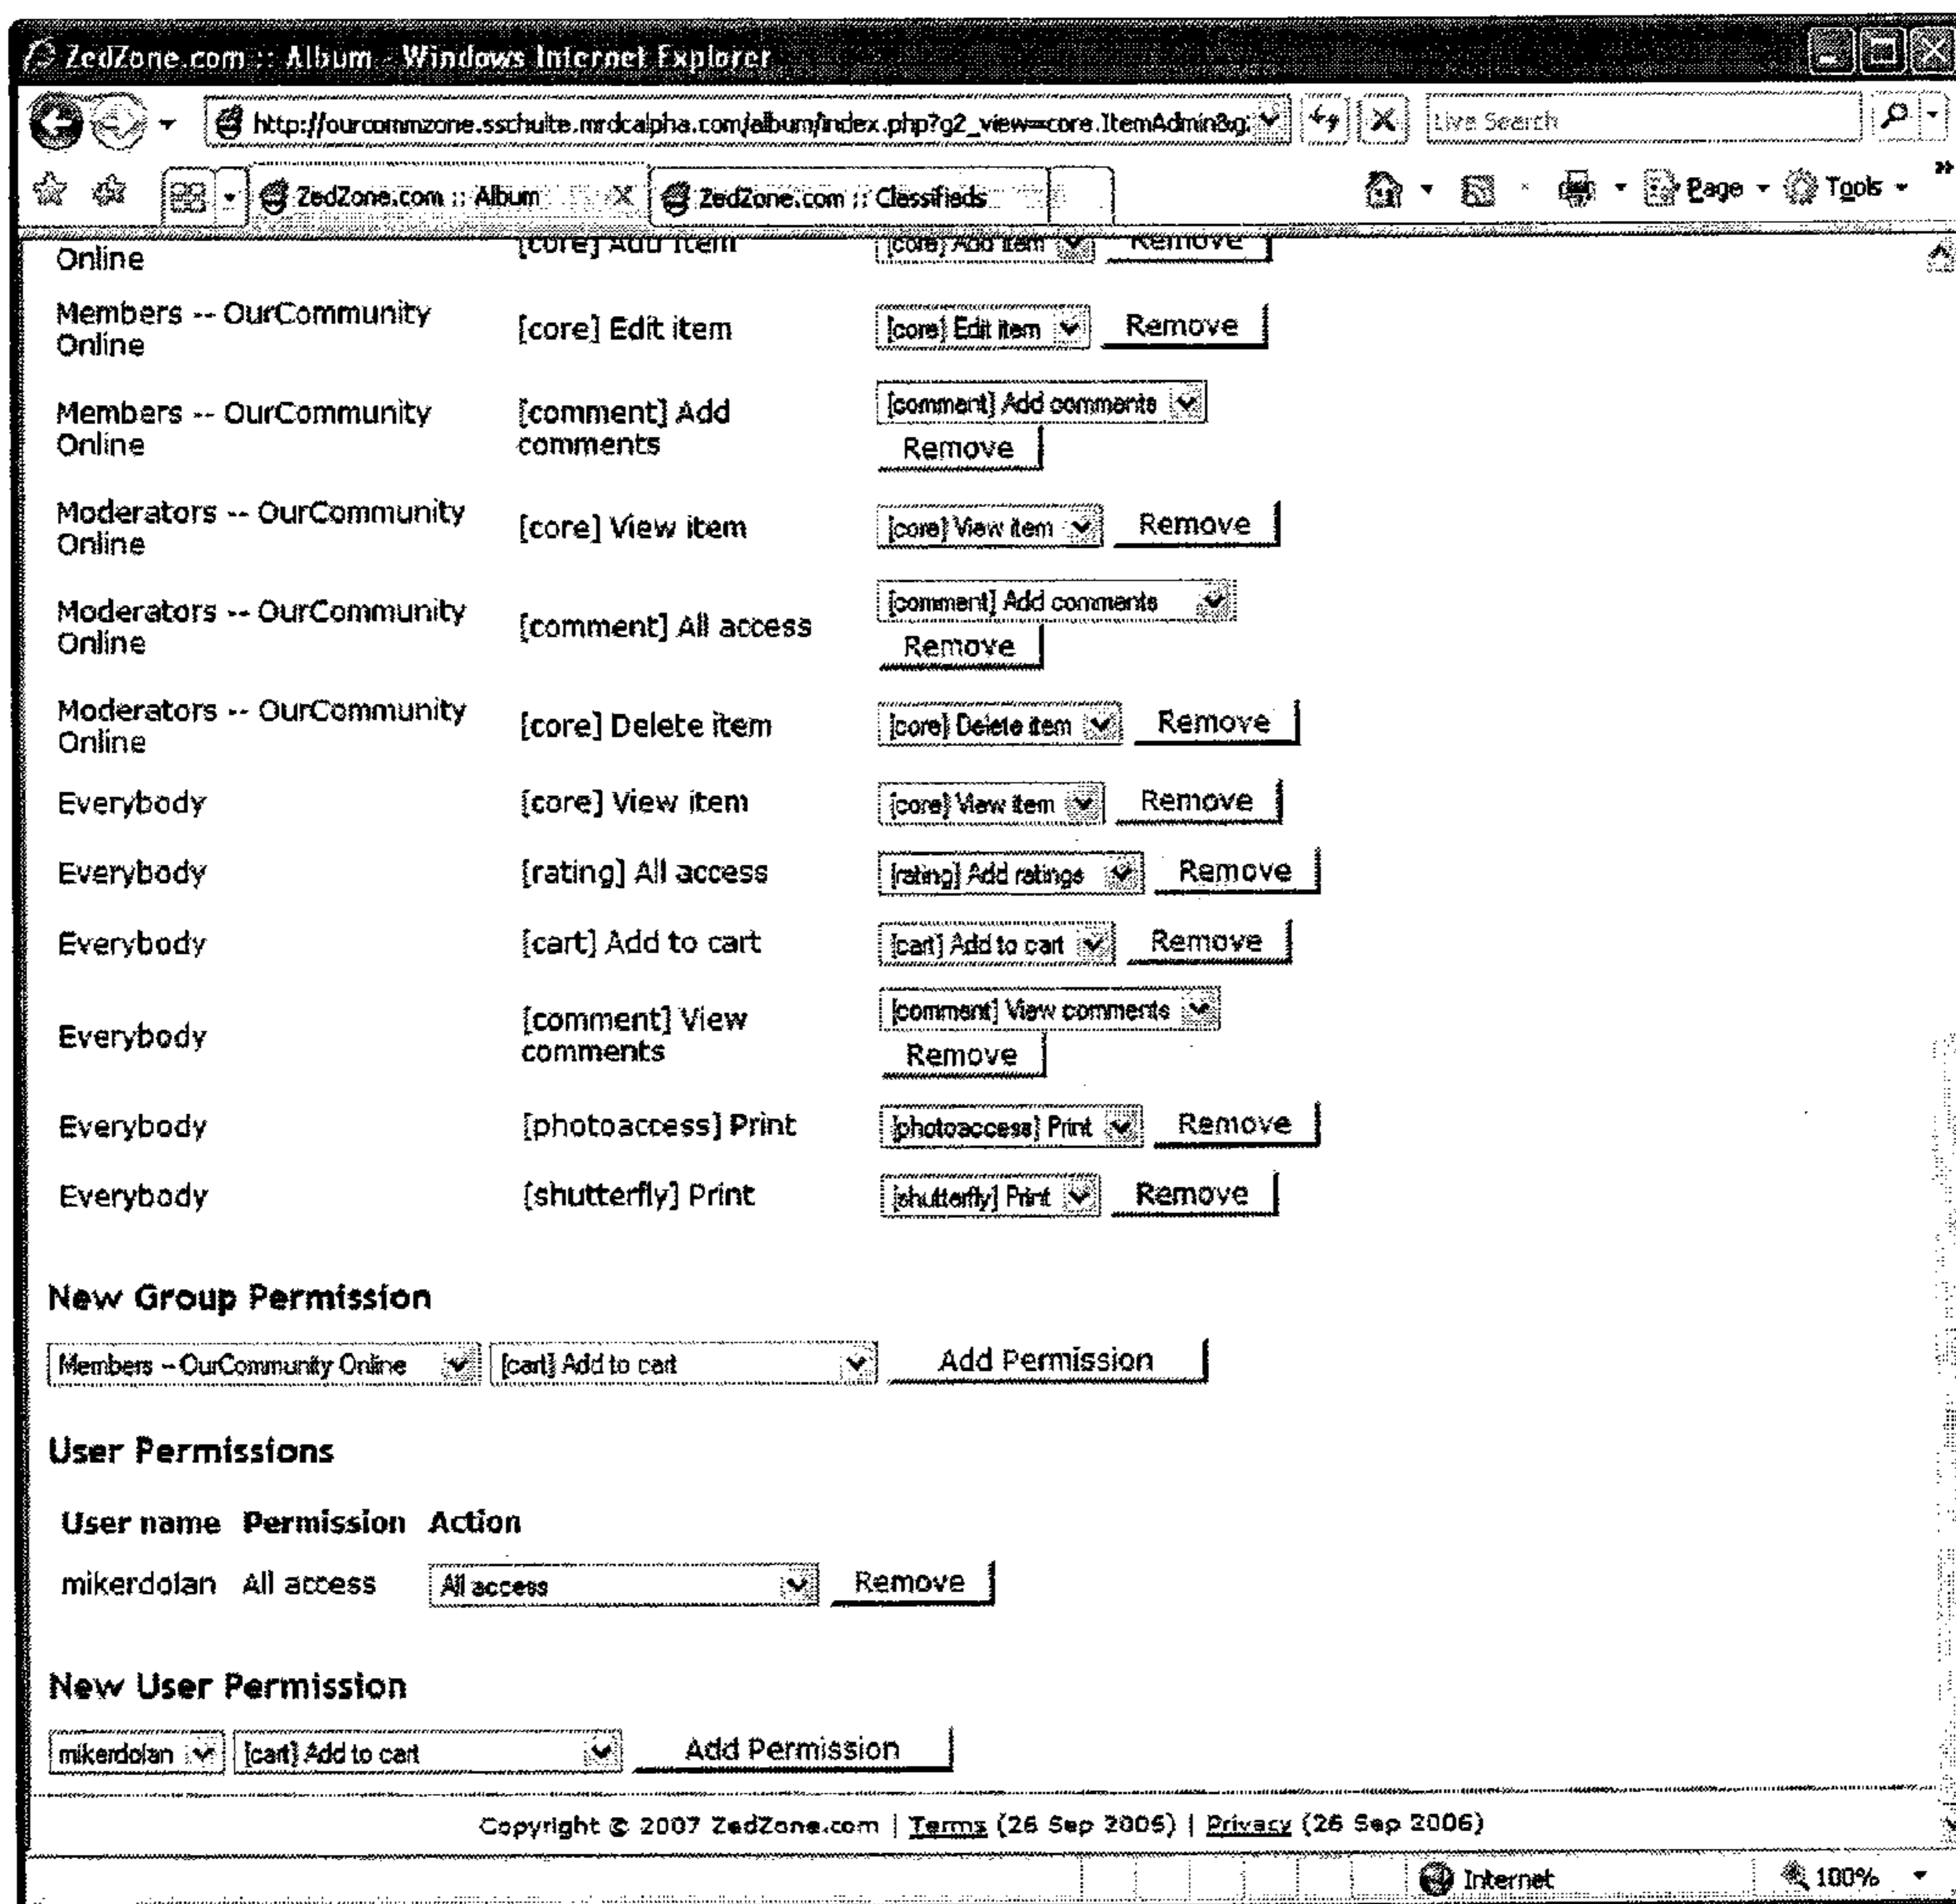 ZedZone.com :: Album - Windows Internet Explorer
http://ourcommzone.sschulte.mrdcalpha.com/album/index.php?g2_view=core.ItemAdmin&g:
Live Search
ZedZone.com :: Album
ZedZone.com :: Classifieds
Page
Tools
Online [core] Add item [core] Add item Remove
Members -- OurCommunity
Online
[core] Edit item
[core] Edit item Remove
Members -- OurCommunity
Online
[comment] Add
comments
[comment] Add comments
Remove
Moderators -- OurCommunity
Online
[core] View item
[core] View item Remove
Moderators -- OurCommunity
Online
[comment] All access
[comment] Add comments
Remove
Moderators -- OurCommunity
Online
[core] Delete item
[core] Delete item Remove
Everybody [core] View item [core] View item Remove
Everybody [rating] All access [rating] Add ratings Remove
Everybody [cart] Add to cart [cart] Add to cart Remove
Everybody
[comment] View
comments
[comment] View comments
Remove
Everybody [photoaccess] Print [photoaccess] Print Remove
Everybody [shutterfly] Print [shutterfly] Print Remove
New Group Permission
Members -- OurCommunity Online [cart] Add to cart Add Permission
User Permissions
User name Permission Action
mikerdolan All access All access Remove
New User Permission
mikerdolan [cart] Add to cart Add Permission
Copyright © 2007 ZedZone.com | Terms (26 Sep 2006) | Privacy (26 Sep 2006)
Internet 100%